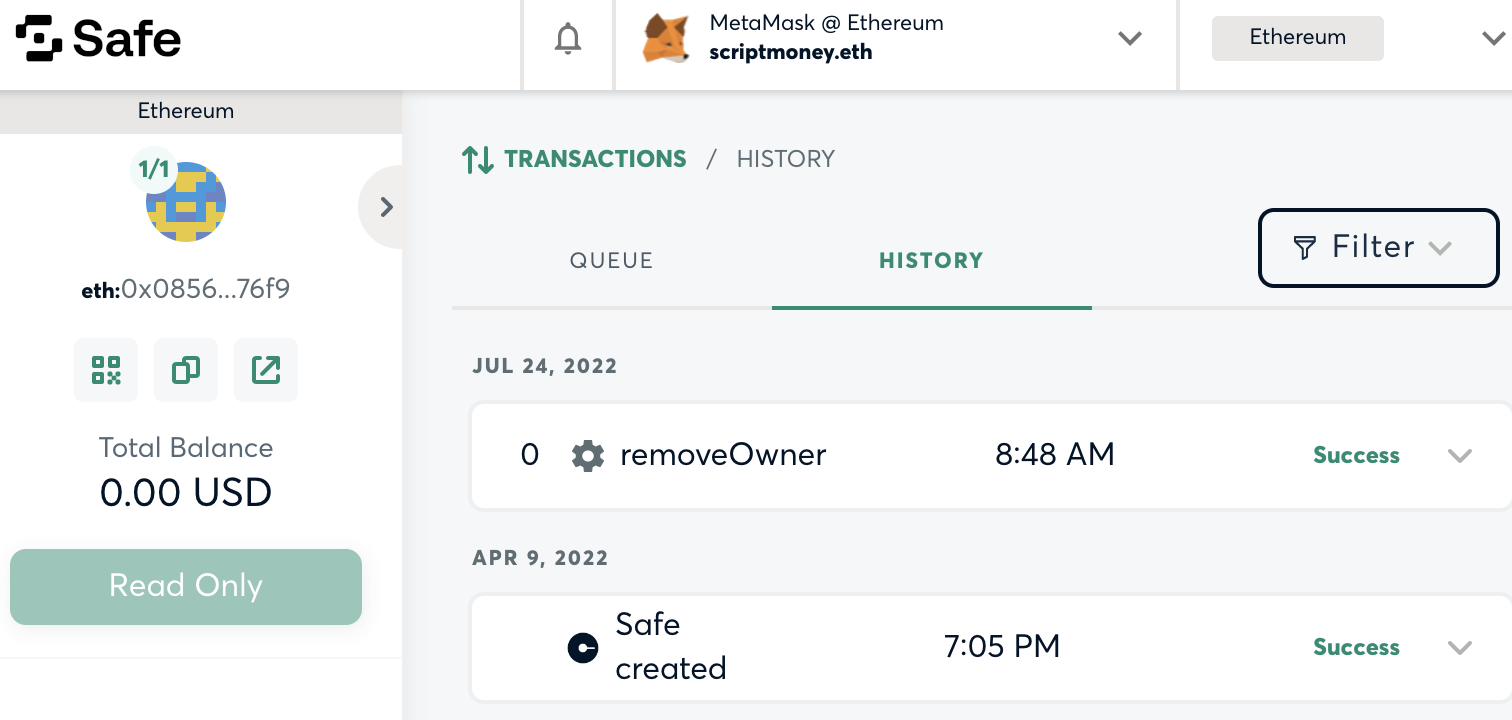 Safe
MetaMask @ Ethereum
scriptmoney.eth
Ethereum
Ethereum
1/1
eth:0x0856...76f9
Total Balance
0.00 USD
Read Only
TRANSACTIONS / HISTORY
QUEUE HISTORY
Filter
JUL 24, 2022
0 removeOwner 8:48 AM Success
APR 9, 2022
Safe
created
7:05 PM Success